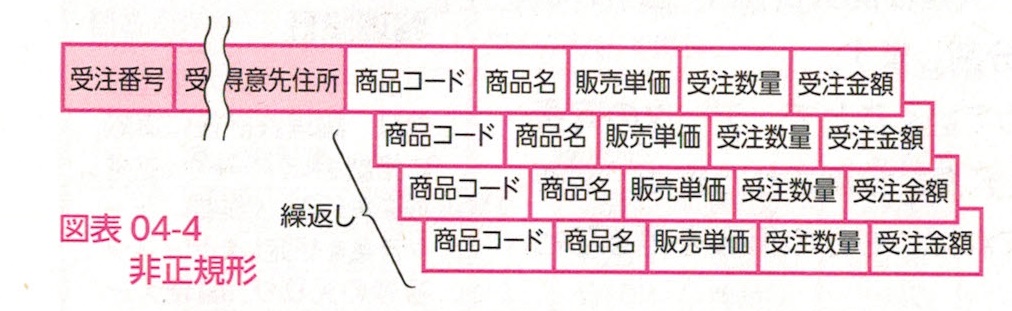 受注番号 受 得意先住所 商品コード 商品名 販売単価 受注数量 受注金額
商品コード 商品名 販売単価 受注数量 受注金額
商品コード 商品名 販売単価 受注数量 受注金額
繰返し
商品コード 商品名 販売単価 受注数量 受注金額
図表 04-4
非正規形